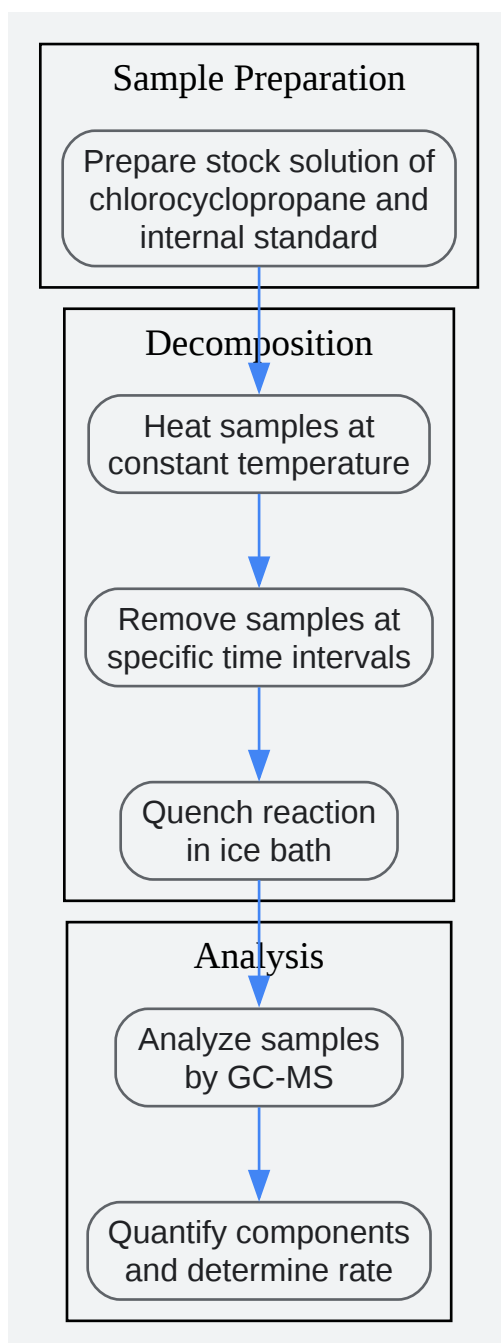 Sample Preparation
Prepare stock solution of
chlorocyclopropane and
internal standard
Decomposition
Heat samples at
constant temperature
Remove samples at
specific time intervals
Quench reaction
in ice bath
Analysis
Analyze samples
by GC-MS
Quantify components
and determine rate